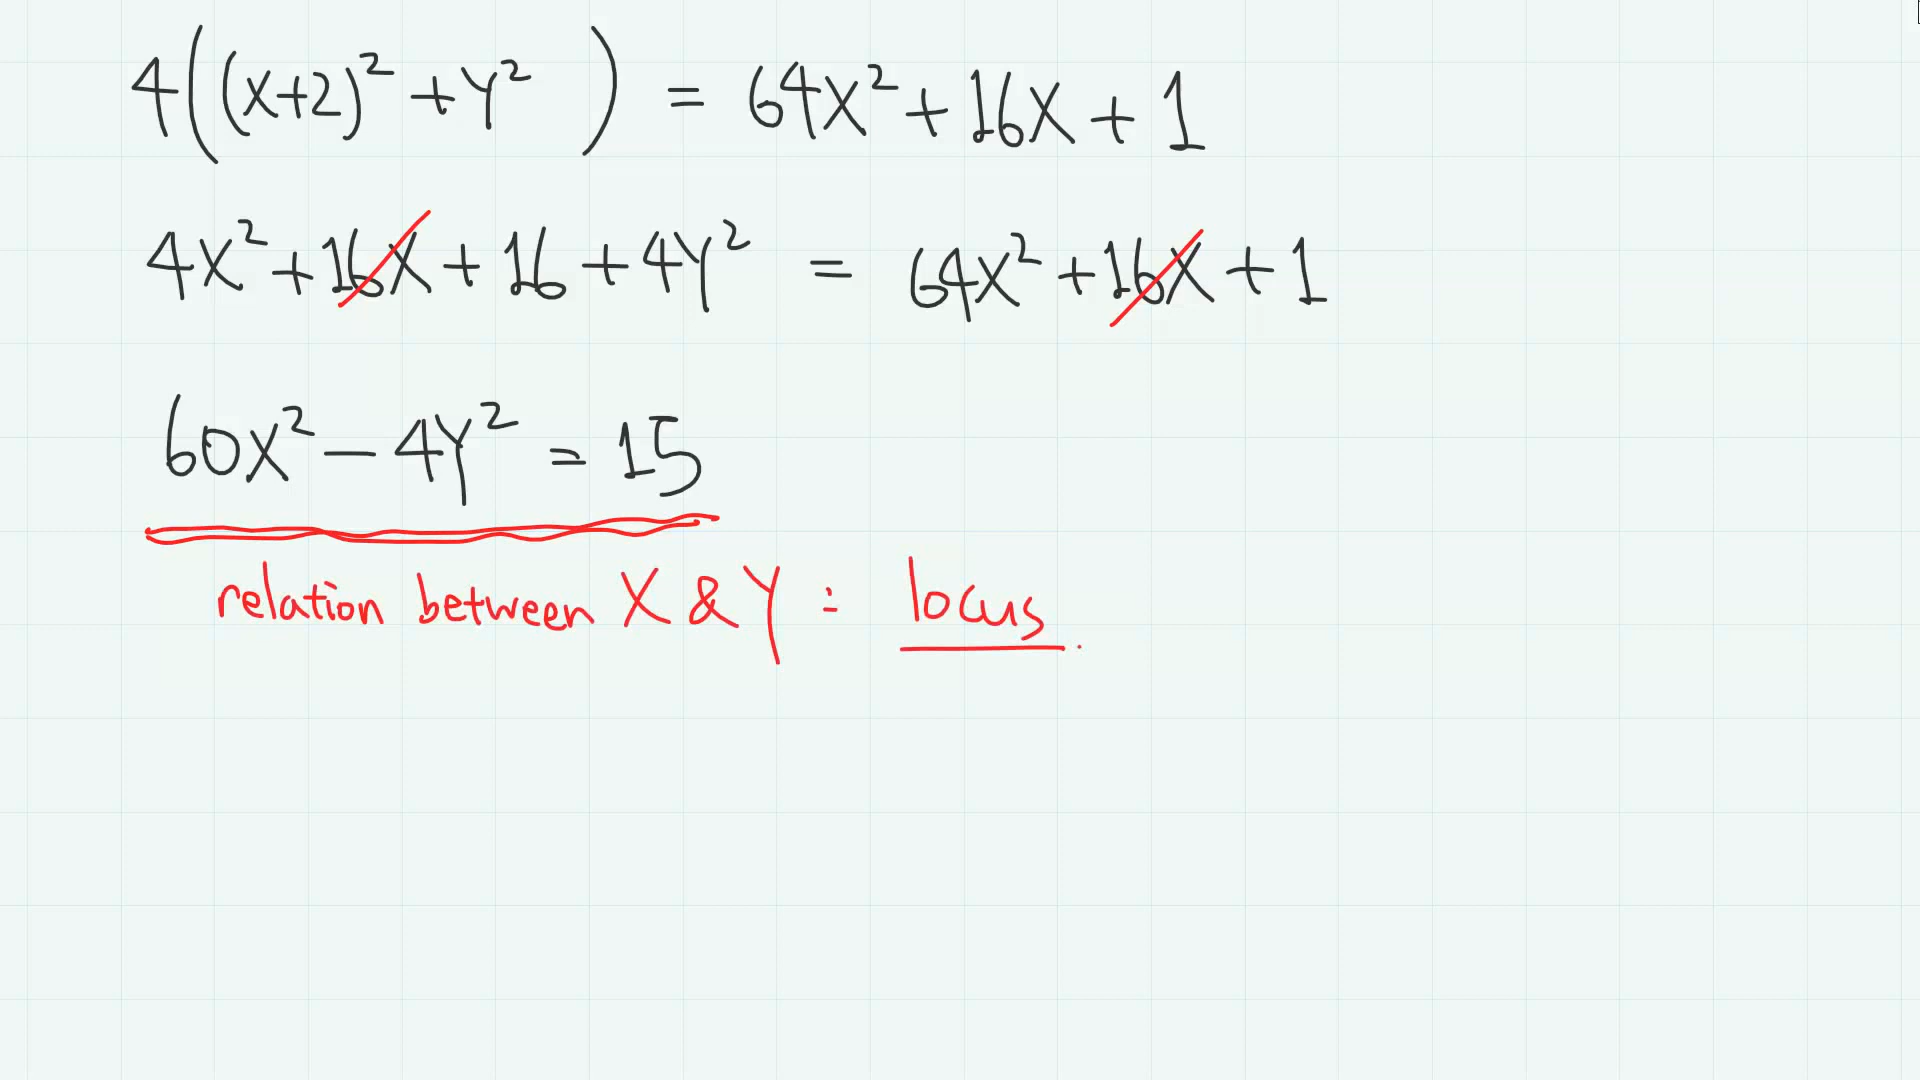 4((x+2)² + Y² ) = 64X² + 16X + 1
4X² + 16X + 16 + 4Y² = 64X² + 16X + 1
60X² − 4Y² = 15
relation between X & Y : locus.